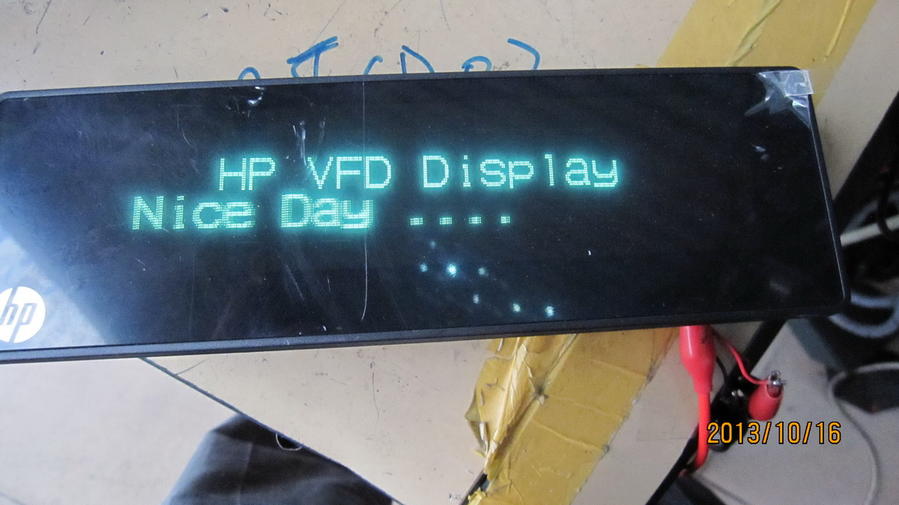 HP VFD Display
Nice Day ....
hp
2013/10/16